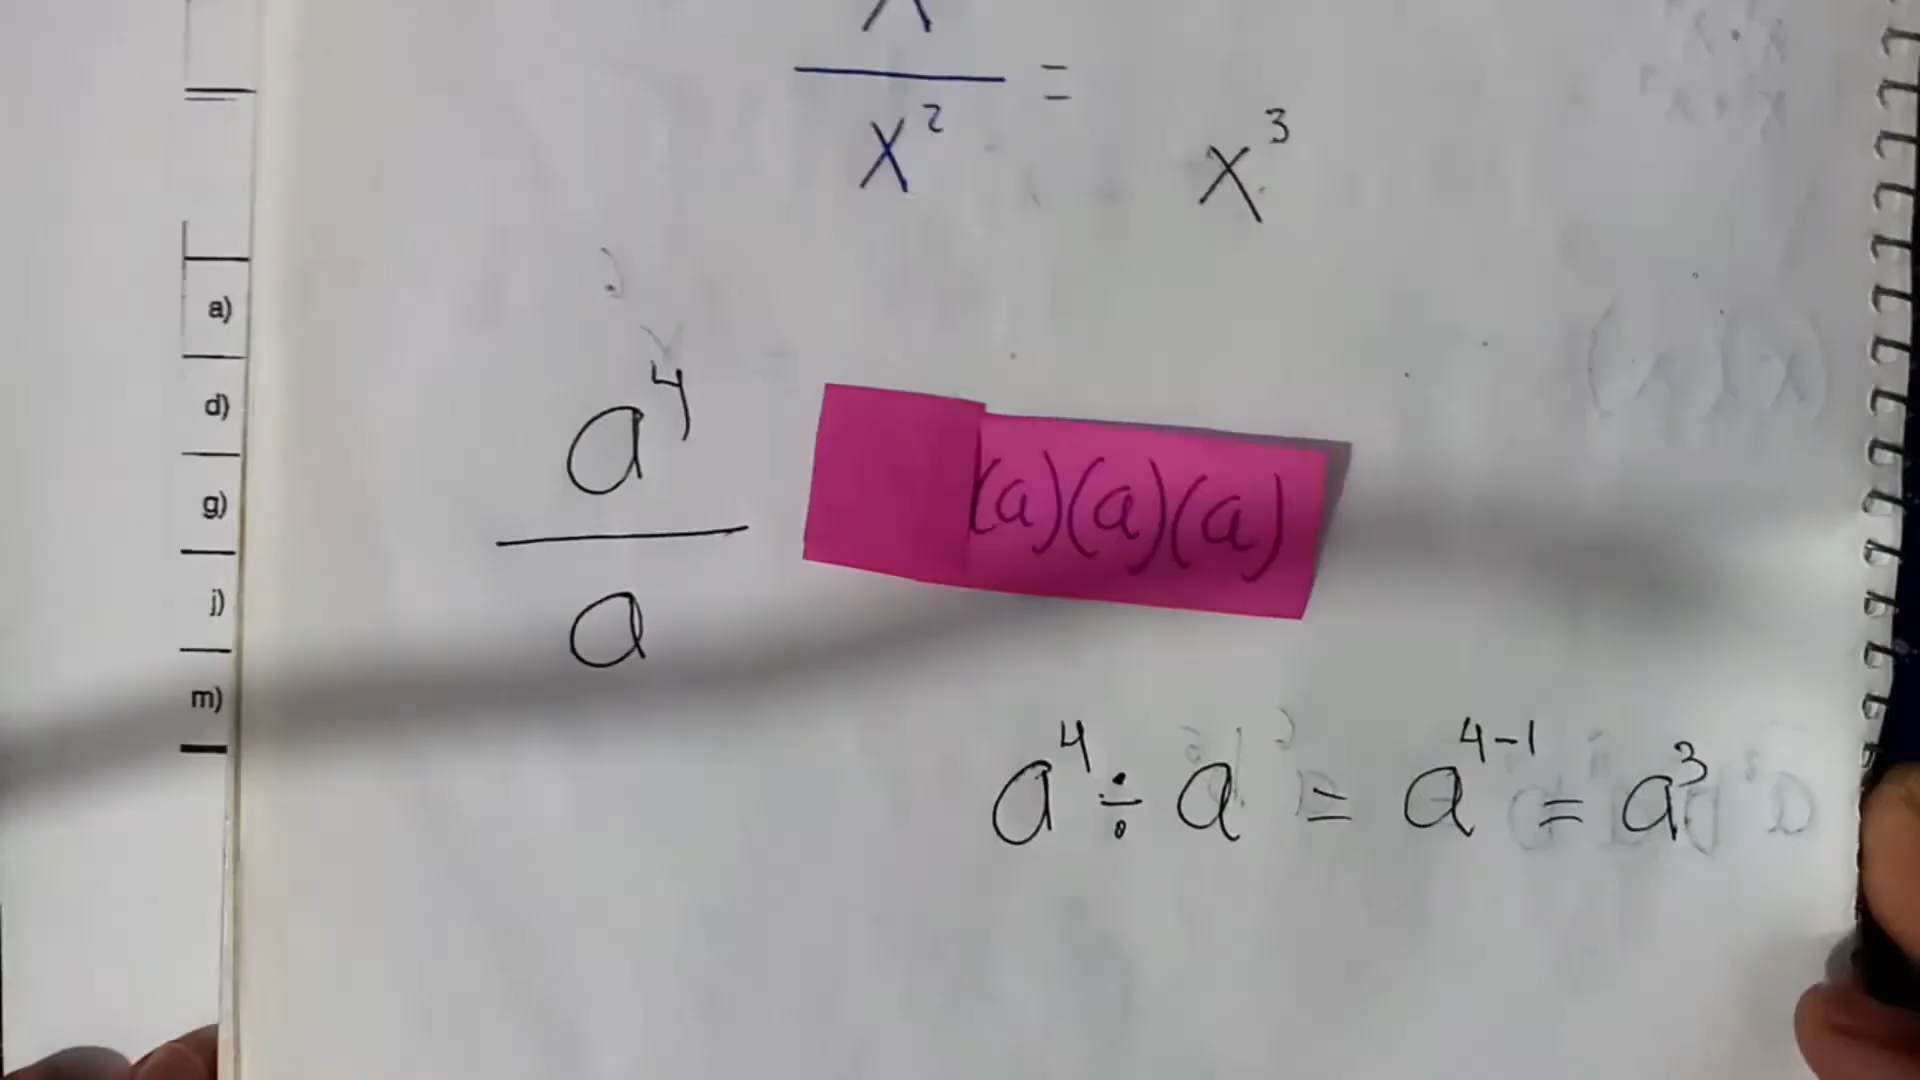 x² =
x³
a)
d)
g)
j)
m)
a⁴
a
(a)(a)(a)
a⁴ ÷ a = a⁴⁻¹ = a³